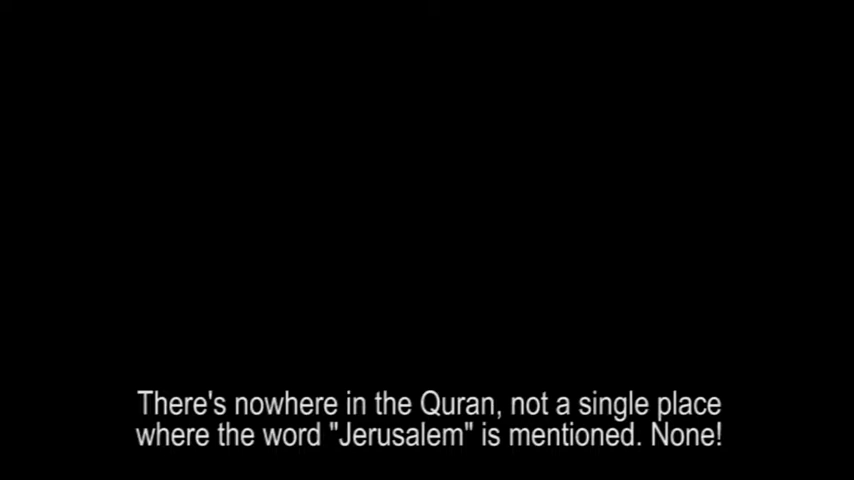 There's nowhere in the Quran, not a single place
where the word "Jerusalem" is mentioned. None!